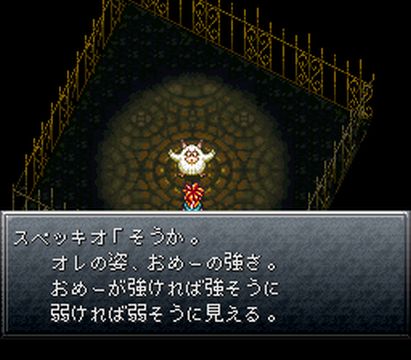 スペッキオ「そうか。
オレの姿、おめーの強さ。
おめーが強ければ強そうに
弱ければ弱そうに見える。